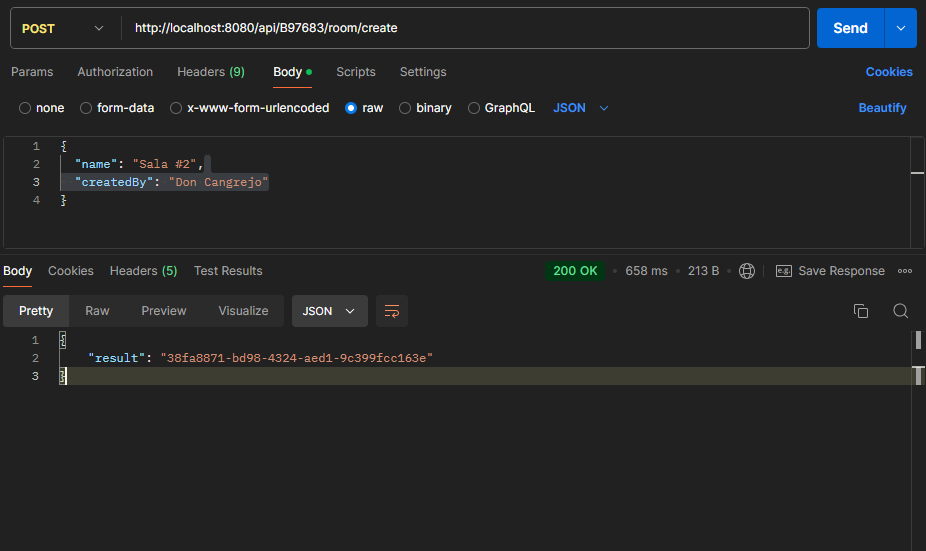 POST http://localhost:8080/api/B97683/room/create Send
Params Authorization Headers (9) Body Scripts Settings Cookies
none form-data x-www-form-urlencoded raw binary GraphQL JSON Beautify
1 {
2 "name": "Sala #2",
3 "createdBy": "Don Cangrejo"
4 }
Body Cookies Headers (5) Test Results 200 OK 658 ms 213 B e.g. Save Response
Pretty Raw Preview Visualize JSON
1 {
2 "result": "38fa8871-bd98-4324-aed1-9c399fcc163e"
3 }